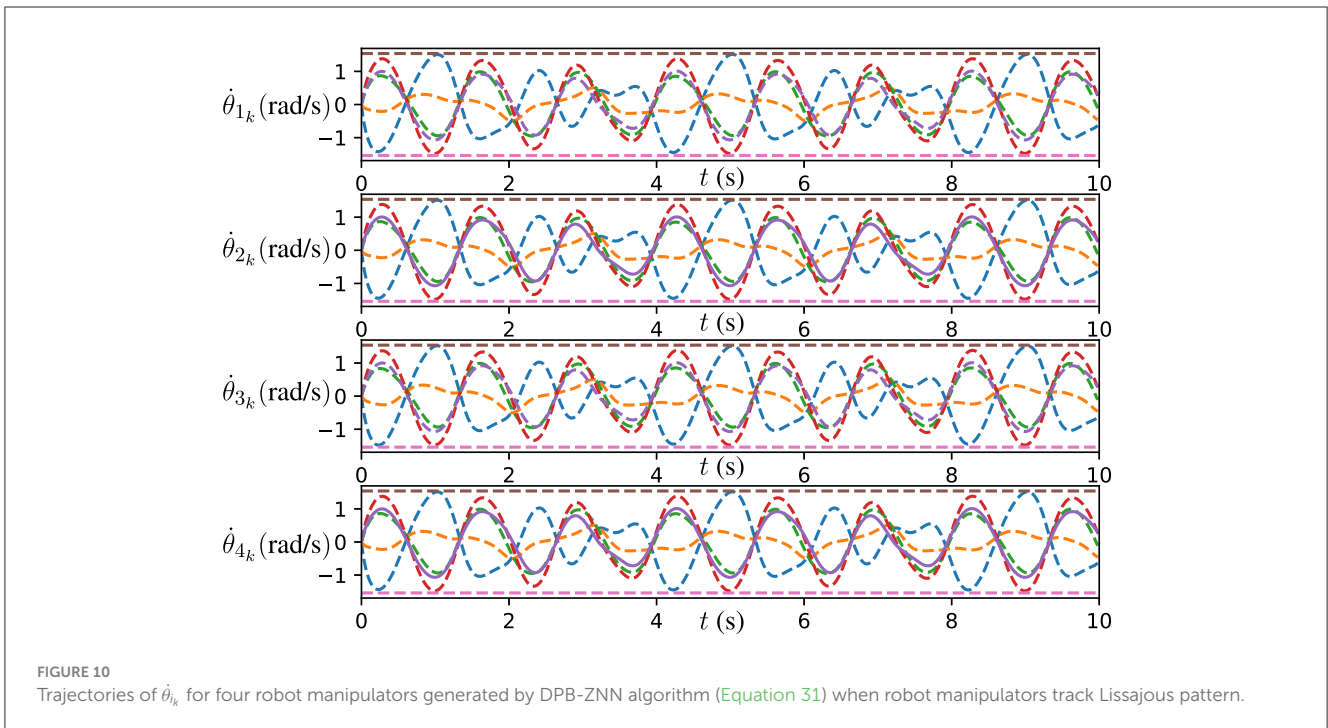 1
θ̇1k(rad/s) 0
−1
0 2 4 6 8 10
t (s)
1
θ̇2k(rad/s) 0
−1
0 2 4 6 8 10
t (s)
1
θ̇3k(rad/s) 0
−1
0 2 4 6 8 10
t (s)
1
θ̇4k(rad/s) 0
−1
0 2 4 6 8 10
t (s)
FIGURE 10
Trajectories of θ̇ik for four robot manipulators generated by DPB-ZNN algorithm (Equation 31) when robot manipulators track Lissajous pattern.